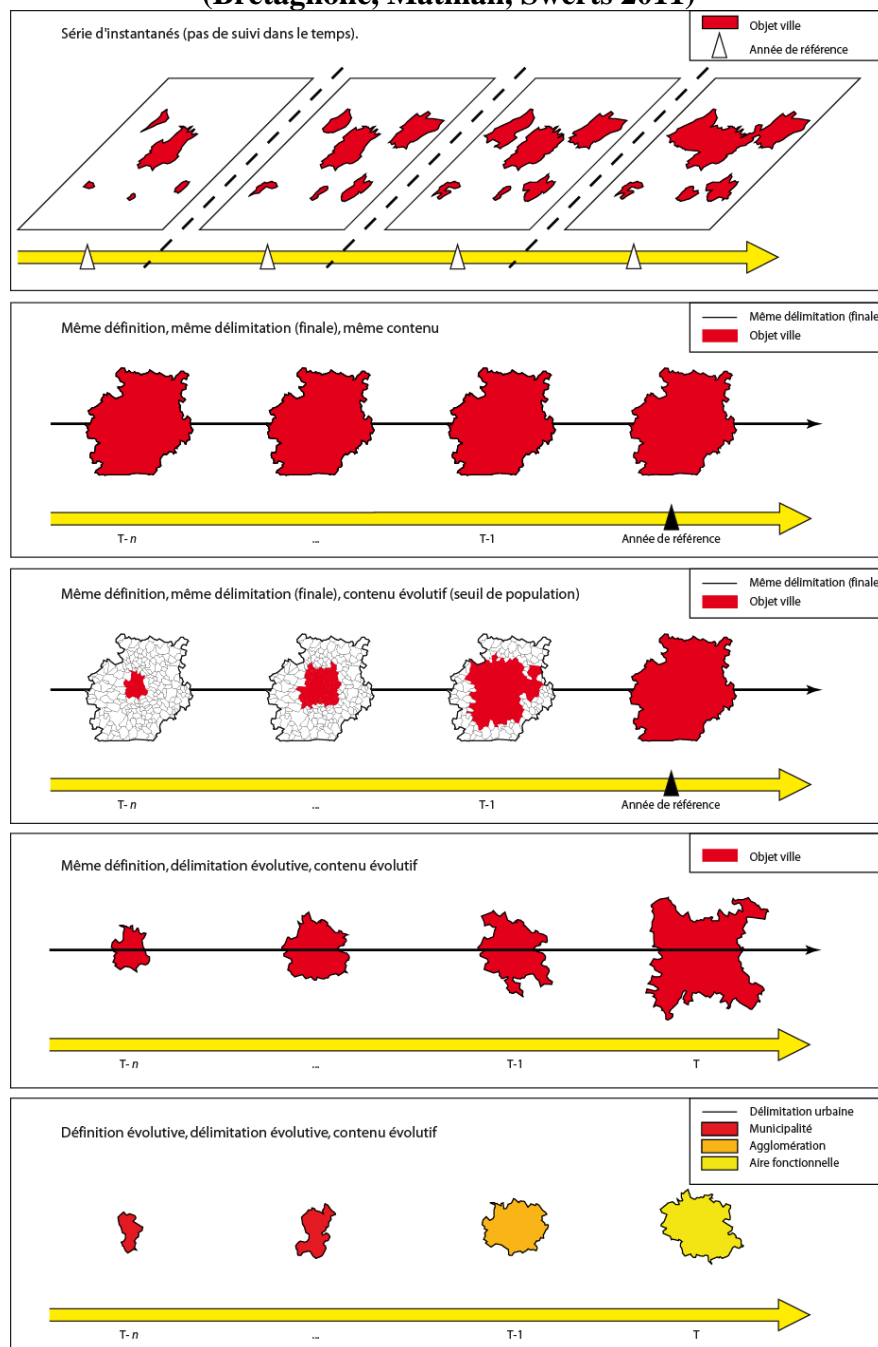 (Bretagnolle, Mathian, Swerts 2011)
Série d'instantanés (pas de suivi dans le temps).
Objet ville
Année de référence
Même définition, même délimitation (finale), même contenu
Même délimitation (finale
Objet ville
T- n
...
T-1
Année de référence
Même définition, même délimitation (finale), contenu évolutif (seuil de population)
Même délimitation (finale
Objet ville
T- n
...
T-1
Année de référence
Même définition, délimitation évolutive, contenu évolutif
Objet ville
T- n
...
T-1
T
Définition évolutive, délimitation évolutive, contenu évolutif
Délimitation urbaine
Municipalité
Agglomération
Aire fonctionnelle
T- n
...
T-1
T